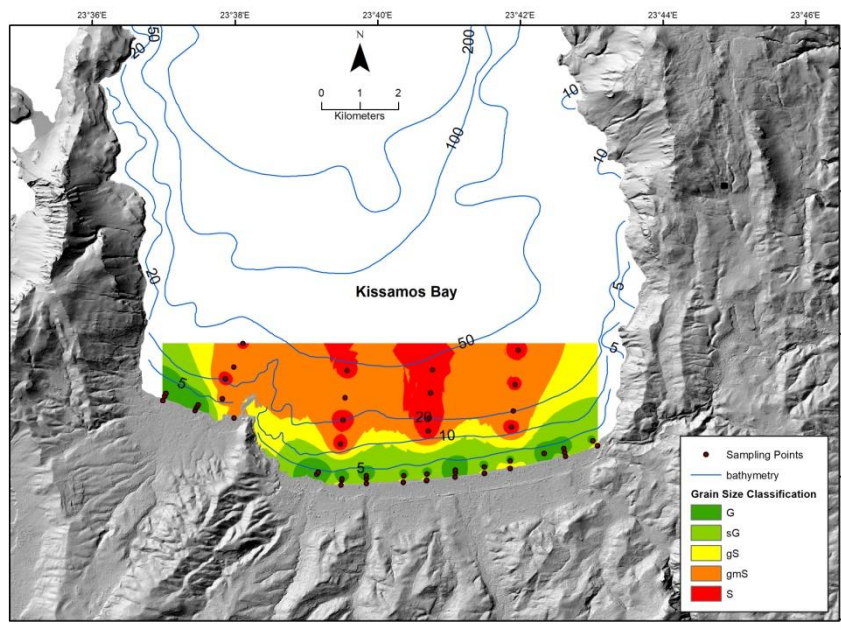 23°36'E 23°38'E 23°40'E 23°42'E 23°44'E 23°46'E
20
50
200
N
0 1 2
Kilometers
10
100
10
20
5
Kissamos Bay
50
5
5
20
10
5
Sampling Points
bathymetry
Grain Size Classification
G
sG
gS
gmS
S